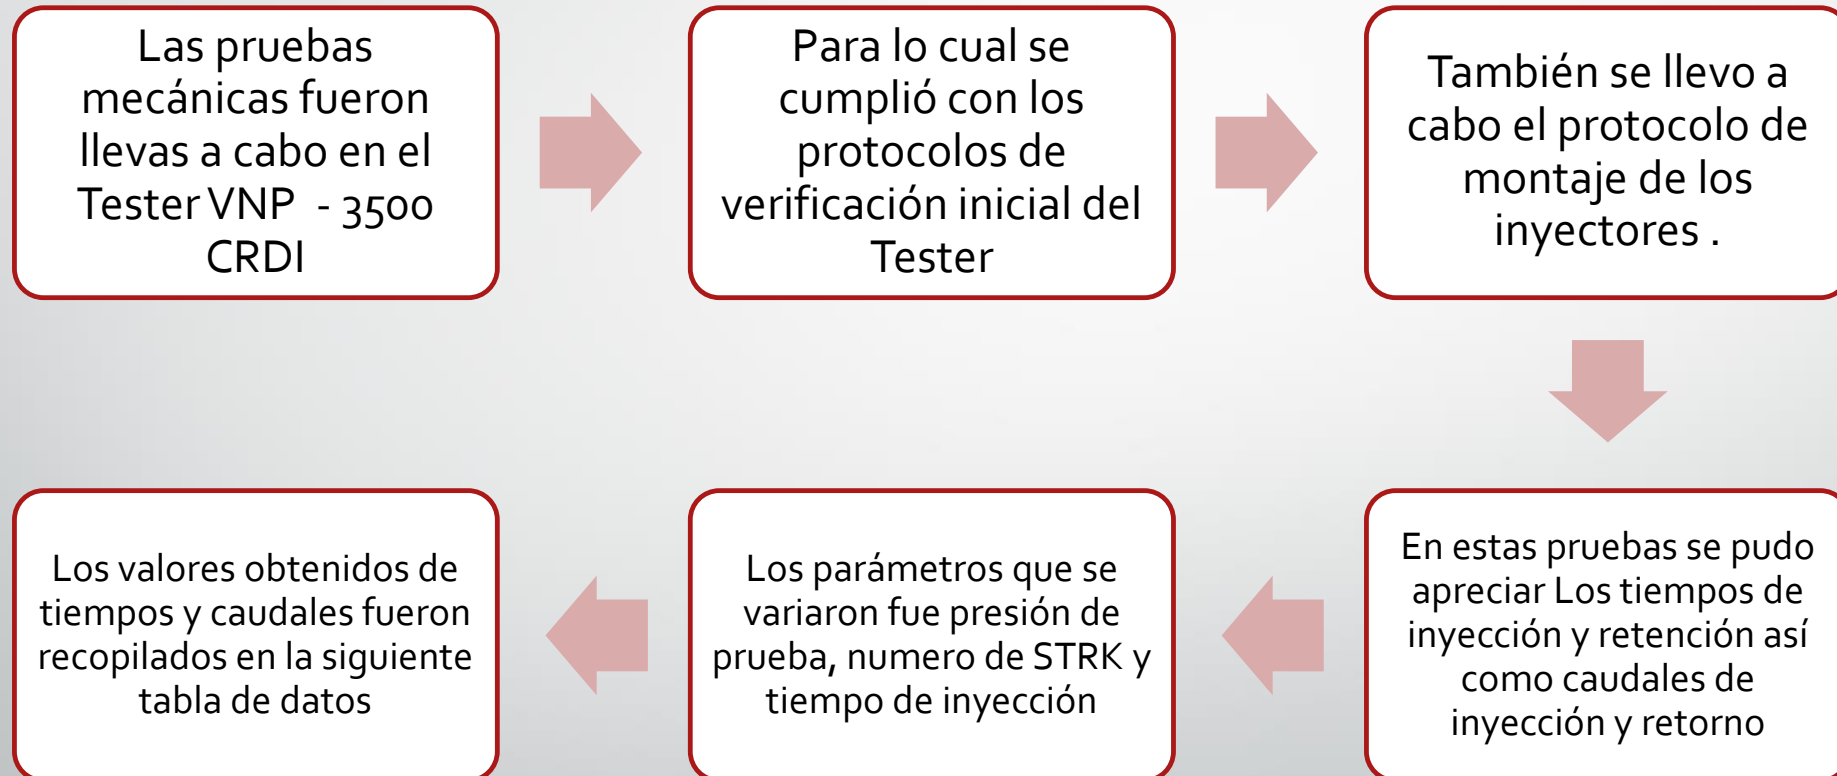 Las pruebas
mecánicas fueron
llevas a cabo en el
Tester VNP - 3500
CRDI
Para lo cual se
cumplió con los
protocolos de
verificación inicial del
Tester
También se llevo a
cabo el protocolo de
montaje de los
inyectores .
En estas pruebas se pudo
apreciar Los tiempos de
inyección y retención así
como caudales de
inyección y retorno
Los parámetros que se
variaron fue presión de
prueba, numero de STRK y
tiempo de inyección
Los valores obtenidos de
tiempos y caudales fueron
recopilados en la siguiente
tabla de datos